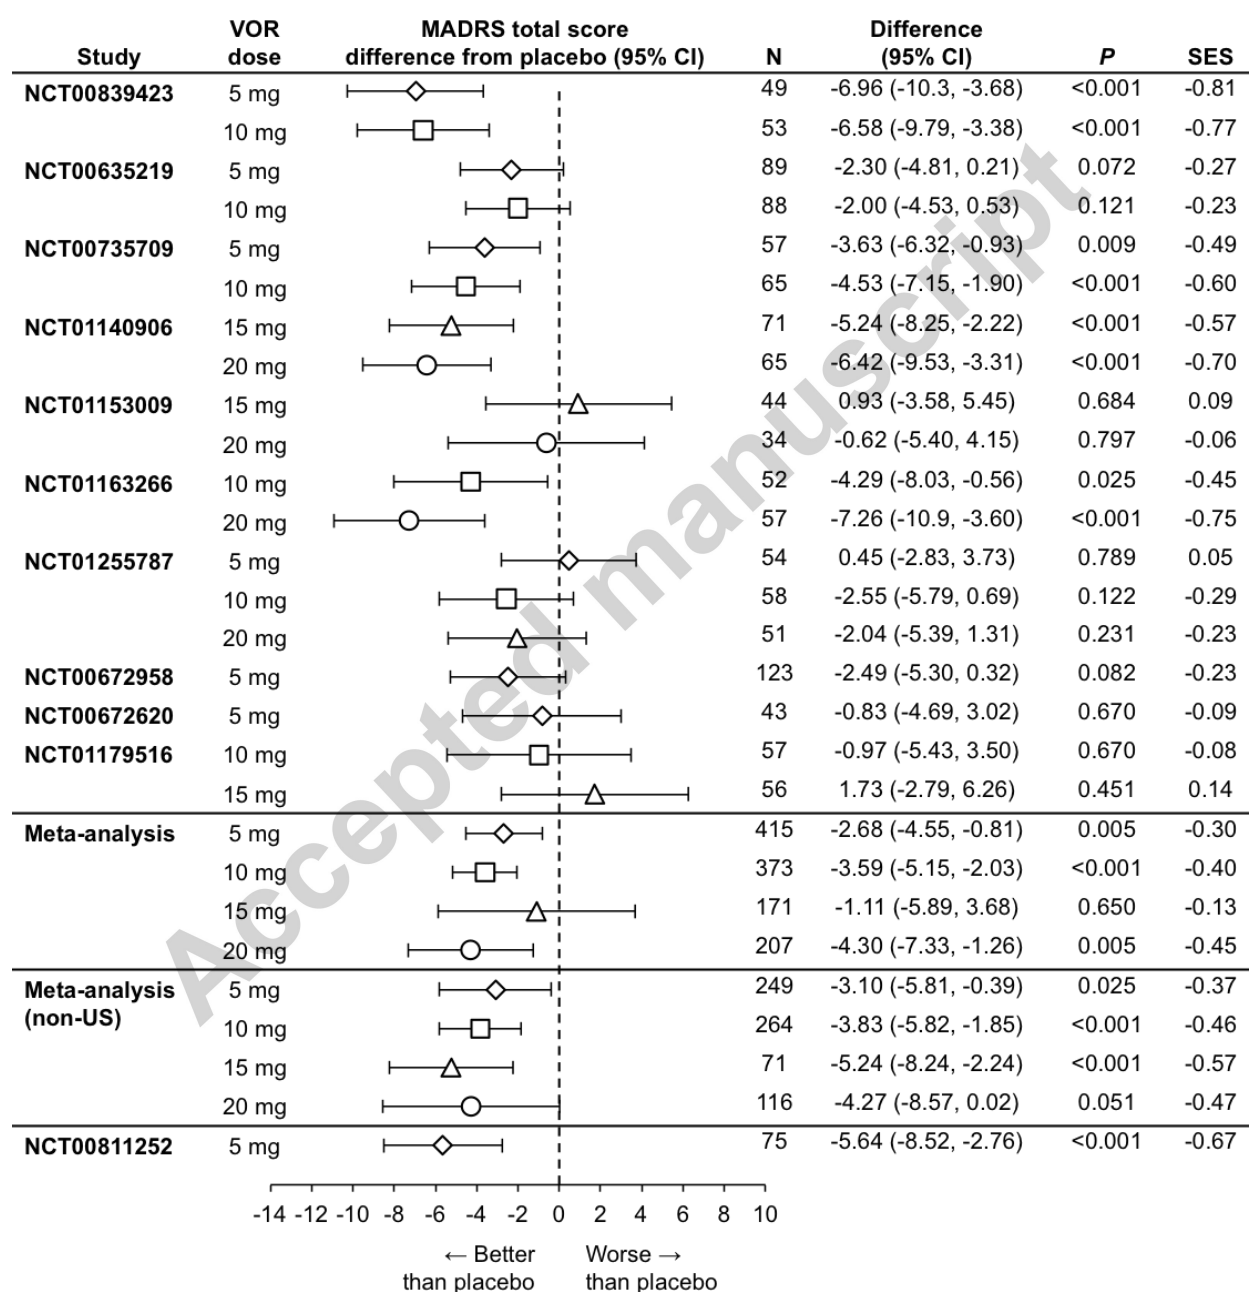 Study VOR dose MADRS total score difference from placebo (95% CI) N Difference (95% CI) P SES
NCT00839423 5 mg 49 -6.96 (-10.3, -3.68) <0.001 -0.81
10 mg 53 -6.58 (-9.79, -3.38) <0.001 -0.77
NCT00635219 5 mg 89 -2.30 (-4.81, 0.21) 0.072 -0.27
10 mg 88 -2.00 (-4.53, 0.53) 0.121 -0.23
NCT00735709 5 mg 57 -3.63 (-6.32, -0.93) 0.009 -0.49
10 mg 65 -4.53 (-7.15, -1.90) <0.001 -0.60
NCT01140906 15 mg 71 -5.24 (-8.25, -2.22) <0.001 -0.57
20 mg 65 -6.42 (-9.53, -3.31) <0.001 -0.70
NCT01153009 15 mg 44 0.93 (-3.58, 5.45) 0.684 0.09
20 mg 34 -0.62 (-5.40, 4.15) 0.797 -0.06
NCT01163266 10 mg 52 -4.29 (-8.03, -0.56) 0.025 -0.45
20 mg 57 -7.26 (-10.9, -3.60) <0.001 -0.75
NCT01255787 5 mg 54 0.45 (-2.83, 3.73) 0.789 0.05
10 mg 58 -2.55 (-5.79, 0.69) 0.122 -0.29
20 mg 51 -2.04 (-5.39, 1.31) 0.231 -0.23
NCT00672958 5 mg 123 -2.49 (-5.30, 0.32) 0.082 -0.23
NCT00672620 5 mg 43 -0.83 (-4.69, 3.02) 0.670 -0.09
NCT01179516 10 mg 57 -0.97 (-5.43, 3.50) 0.670 -0.08
15 mg 56 1.73 (-2.79, 6.26) 0.451 0.14
Meta-analysis 5 mg 415 -2.68 (-4.55, -0.81) 0.005 -0.30
10 mg 373 -3.59 (-5.15, -2.03) <0.001 -0.40
15 mg 171 -1.11 (-5.89, 3.68) 0.650 -0.13
20 mg 207 -4.30 (-7.33, -1.26) 0.005 -0.45
Meta-analysis (non-US) 5 mg 249 -3.10 (-5.81, -0.39) 0.025 -0.37
10 mg 264 -3.83 (-5.82, -1.85) <0.001 -0.46
15 mg 71 -5.24 (-8.24, -2.24) <0.001 -0.57
20 mg 116 -4.27 (-8.57, 0.02) 0.051 -0.47
NCT00811252 5 mg 75 -5.64 (-8.52, -2.76) <0.001 -0.67
-14 -12 -10 -8 -6 -4 -2 0 2 4 6 8 10
← Better than placebo
Worse → than placebo
Accepted manuscript